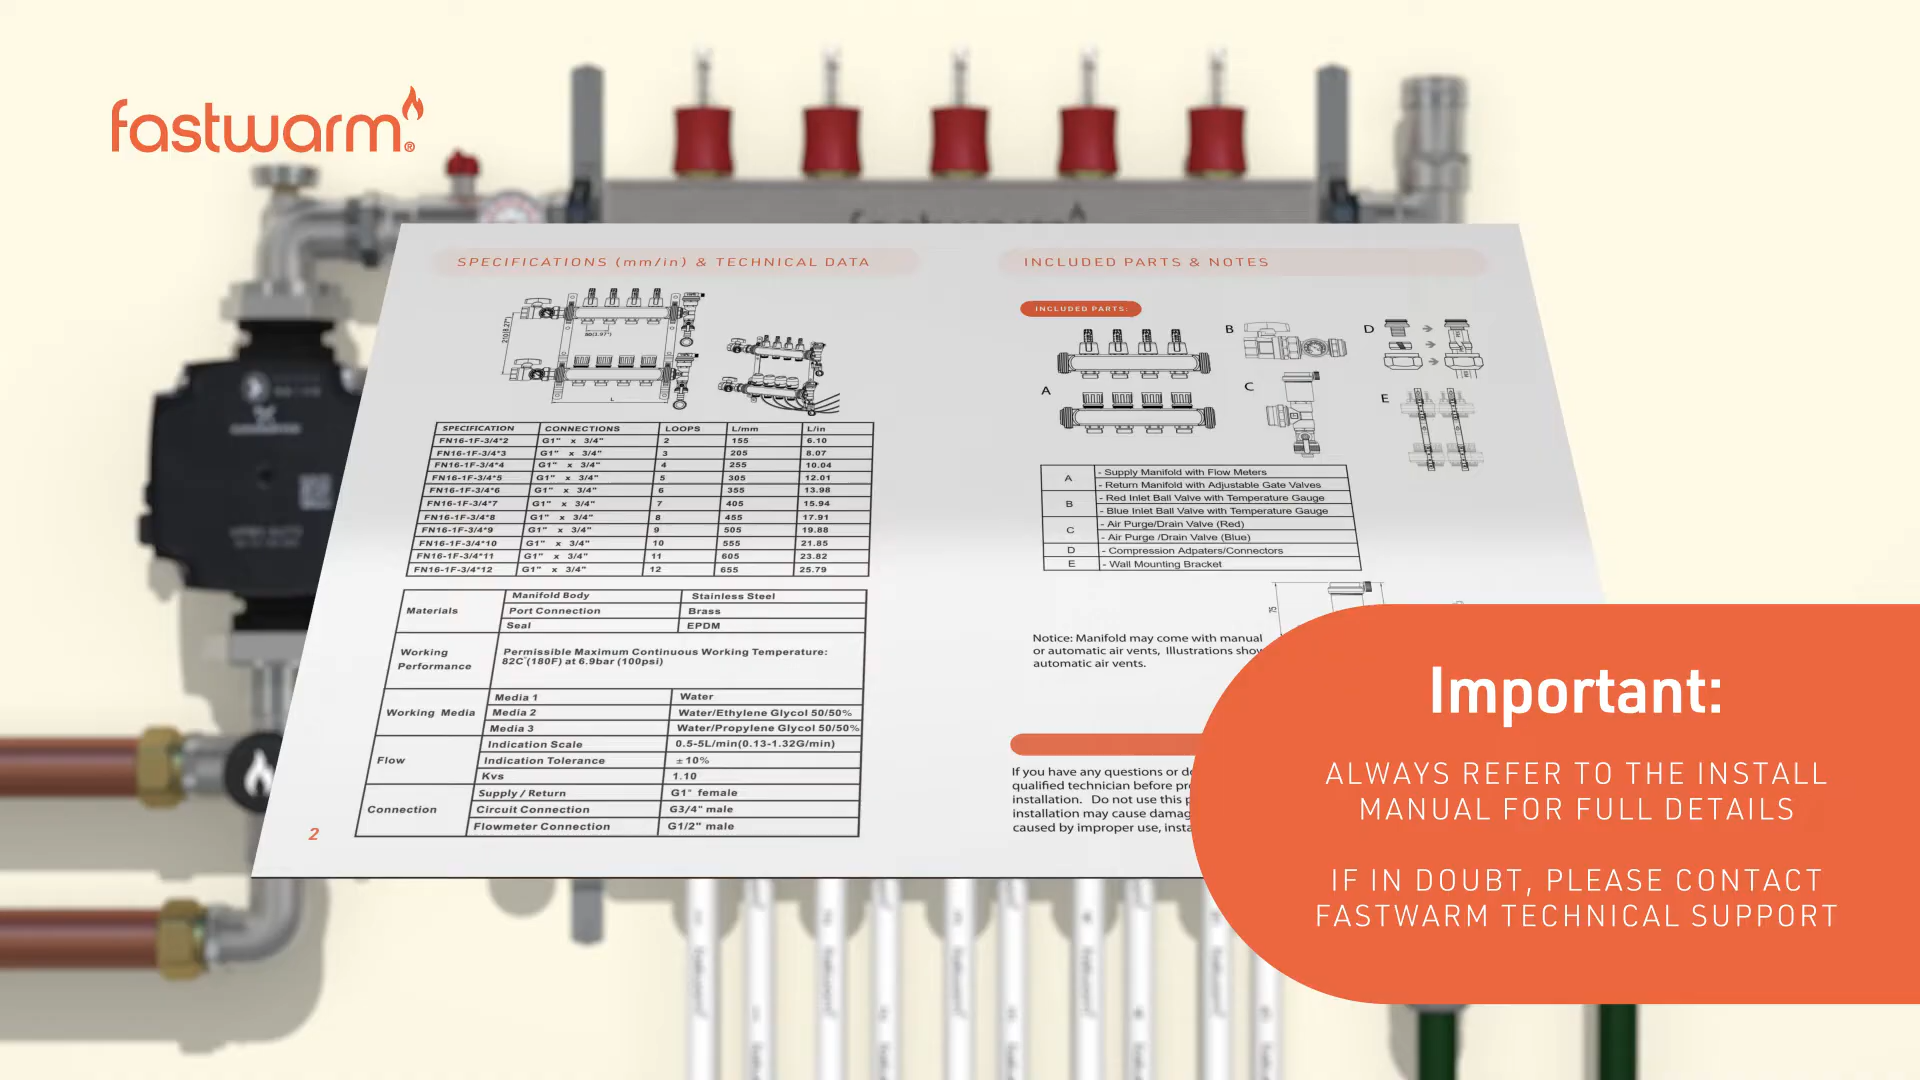 fastwarm®
SPECIFICATIONS (mm/in) & TECHNICAL DATA
210(8.27")
50(1.97")
L
SPECIFICATION CONNECTIONS LOOPS L/mm L/in
FN16-1F-3/4*2 G1" x 3/4" 2 155 6.10
FN16-1F-3/4*3 G1" x 3/4" 3 205 8.07
FN16-1F-3/4*4 G1" x 3/4" 4 255 10.04
FN16-1F-3/4*5 G1" x 3/4" 5 305 12.01
FN16-1F-3/4*6 G1" x 3/4" 6 355 13.98
FN16-1F-3/4*7 G1" x 3/4" 7 405 15.94
FN16-1F-3/4*8 G1" x 3/4" 8 455 17.91
FN16-1F-3/4*9 G1" x 3/4" 9 505 19.88
FN16-1F-3/4*10 G1" x 3/4" 10 555 21.85
FN16-1F-3/4*11 G1" x 3/4" 11 605 23.82
FN16-1F-3/4*12 G1" x 3/4" 12 655 25.79
Materials
Manifold Body Stainless Steel
Port Connection Brass
Seal EPDM
Working
Performance
Permissible Maximum Continuous Working Temperature:
82C°(180F) at 6.9bar (100psi)
Working Media
Media 1 Water
Media 2 Water/Ethylene Glycol 50/50%
Media 3 Water/Propylene Glycol 50/50%
Flow
Indication Scale 0.5-5L/min(0.13-1.32G/min)
Indication Tolerance ±10%
Kvs 1.10
Connection
Supply / Return G1" female
Circuit Connection G3/4" male
Flowmeter Connection G1/2" male
2
INCLUDED PARTS & NOTES
INCLUDED PARTS:
A
B
C
D
E
A - Supply Manifold with Flow Meters
- Return Manifold with Adjustable Gate Valves
B - Red Inlet Ball Valve with Temperature Gauge
- Blue Inlet Ball Valve with Temperature Gauge
C - Air Purge/Drain Valve (Red)
- Air Purge /Drain Valve (Blue)
D - Compression Adpaters/Connectors
E - Wall Mounting Bracket
Notice: Manifold may come with manual
or automatic air vents, Illustrations show
automatic air vents.
If you have any questions or
qualified technician before
installation. Do not use this
installation may cause
caused by improper use,
Important:
ALWAYS REFER TO THE INSTALL
MANUAL FOR FULL DETAILS
IF IN DOUBT, PLEASE CONTACT
FASTWARM TECHNICAL SUPPORT